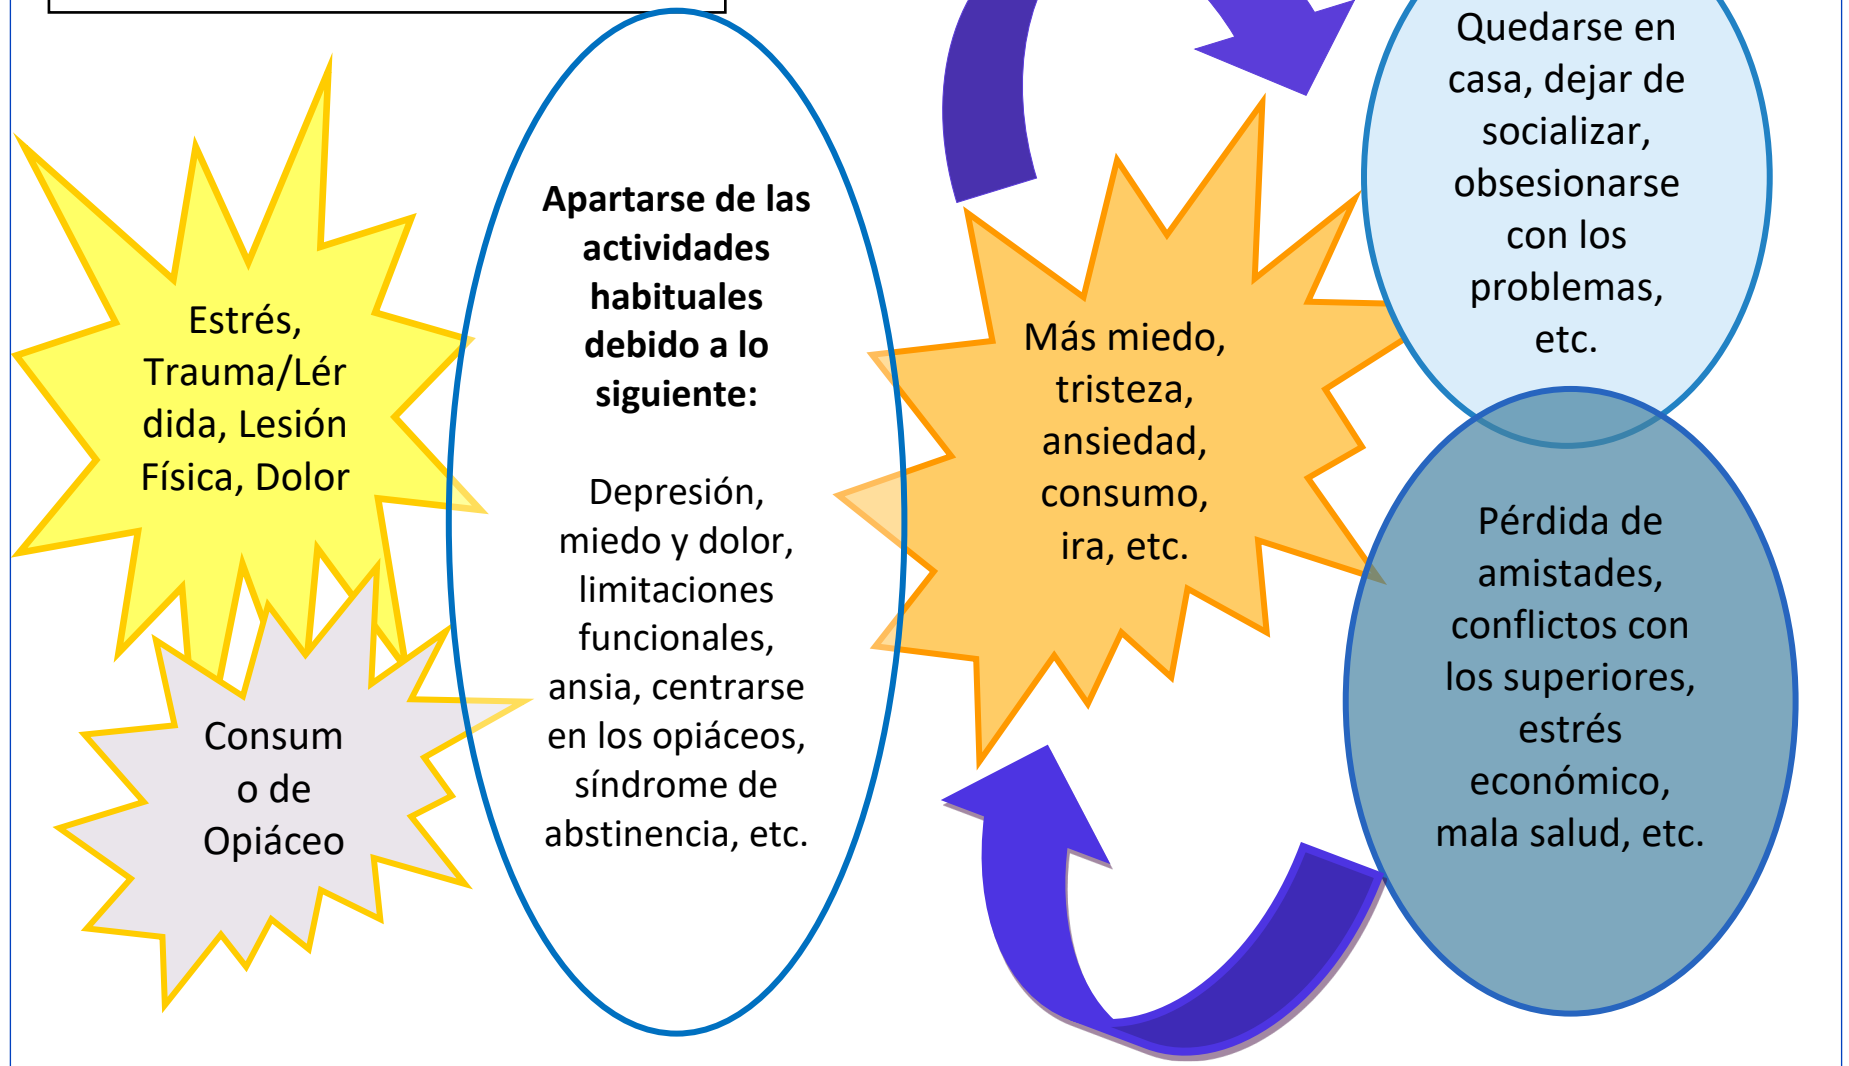 Estrés,
Trauma/Lér
dida, Lesión
Física, Dolor
Consum
o de
Opiáceo
Apartarse de las
actividades
habituales
debido a lo
siguiente:
Depresión,
miedo y dolor,
limitaciones
funcionales,
ansia, centrarse
en los opiáceos,
síndrome de
abstinencia, etc.
Más miedo,
tristeza,
ansiedad,
consumo,
ira, etc.
Quedarse en
casa, dejar de
socializar,
obsesionarse
con los
problemas,
etc.
Pérdida de
amistades,
conflictos con
los superiores,
estrés
económico,
mala salud, etc.